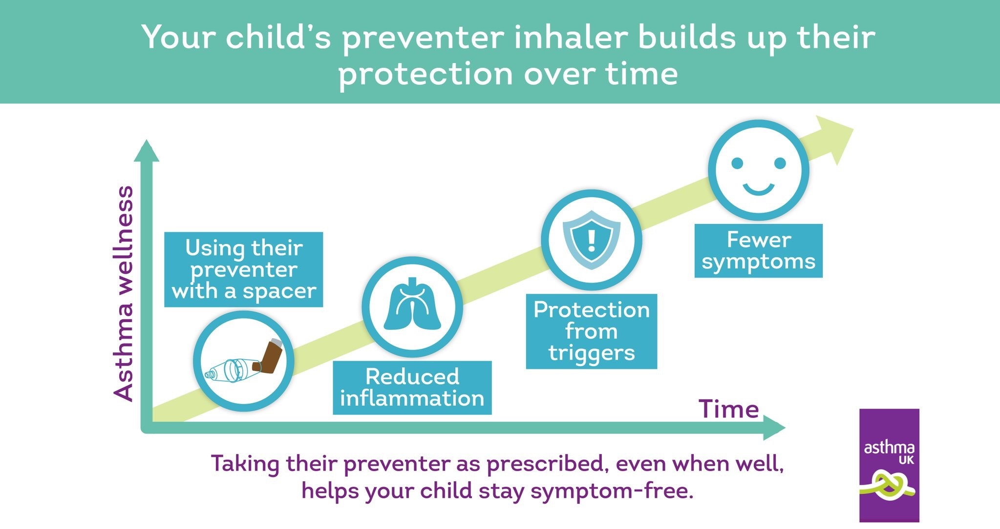 Your child's preventer inhaler builds up their
protection over time
Asthma wellness
Using their
preventer
with a spacer
Reduced
inflammation
Protection
from
triggers
!
Fewer
symptoms
Time
Taking their preventer as prescribed, even when well,
helps your child stay symptom-free.
asthma
UK